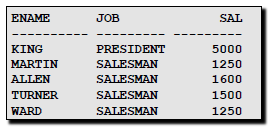 ENAME      JOB             SAL
---------- --------- ---------
KING       PRESIDENT      5000
MARTIN     SALESMAN       1250
ALLEN      SALESMAN       1600
TURNER     SALESMAN       1500
WARD       SALESMAN       1250